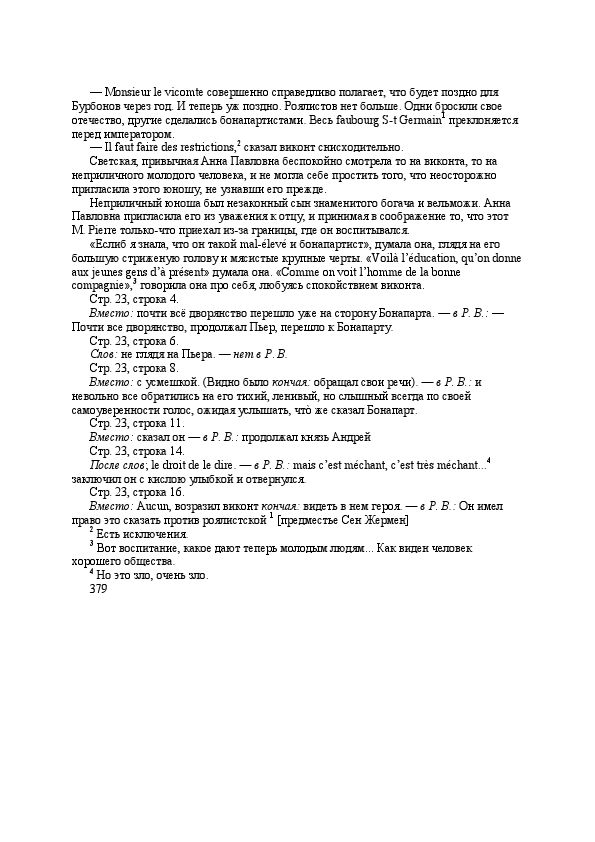 — Monsieur le vicomte совершенно справедливо полагает, что будет поздно для
Бурбонов через год. И теперь уж поздно. Роялистов нет больше. Одни бросили свое
отечество, другие сделались бонапартистами. Весь faubourg S-t Germain¹ преклоняется
перед императором.
— Il faut faire des restrictions,² сказал виконт снисходительно.
Светская, привычная Анна Павловна беспокойно смотрела то на виконта, то на
неприличного молодого человека, и не могла себе простить того, что неосторожно
пригласила этого юношу, не узнавши его прежде.
Неприличный юноша был незаконный сын знаменитого богача и вельможи. Анна
Павловна пригласила его из уважения к отцу, и принимая в соображение то, что этот
M. Pierre только-что приехал из-за границы, где он воспитывался.
«Еслиб я знала, что он такой mal-élevé и бонапартист», думала она, глядя на его
большую стриженую голову и мясистые крупные черты. «Voilà l’éducation, qu’on donne
aux jeunes gens d’à présent» думала она. «Comme on voit l’homme de la bonne
compagnie»,³ говорила она про себя, любуясь спокойствием виконта.
Стр. 23, строка 4.
Вместо: почти всё дворянство перешло уже на сторону Бонапарта. — в Р. В.: —
Почти все дворянство, продолжал Пьер, перешло к Бонапарту.
Стр. 23, строка 6.
Слов: не глядя на Пьера. — нет в Р. В.
Стр. 23, строка 8.
Вместо: с усмешкой. (Видно было кончая: обращал свои речи). — в Р. В.: и
невольно все обратились на его тихий, ленивый, но слышный всегда по своей
самоуверенности голос, ожидая услышать, чтò же сказал Бонапарт.
Стр. 23, строка 11.
Вместо: сказал он — в Р. В.: продолжал князь Андрей
Стр. 23, строка 14.
После слов; le droit de le dire. — в Р. В.: mais c’est méchant, c’est très méchant...⁴
заключил он с кислою улыбкой и отвернулся.
Стр. 23, строка 16.
Вместо: Aucun, возразил виконт кончая: видеть в нем героя. — в Р. В.: Он имел
право это сказать против роялистской ¹ [предместье Сен Жермен]
² Есть исключения.
³ Вот воспитание, какое дают теперь молодым людям... Как виден человек
хорошего общества.
⁴ Но это зло, очень зло.
379